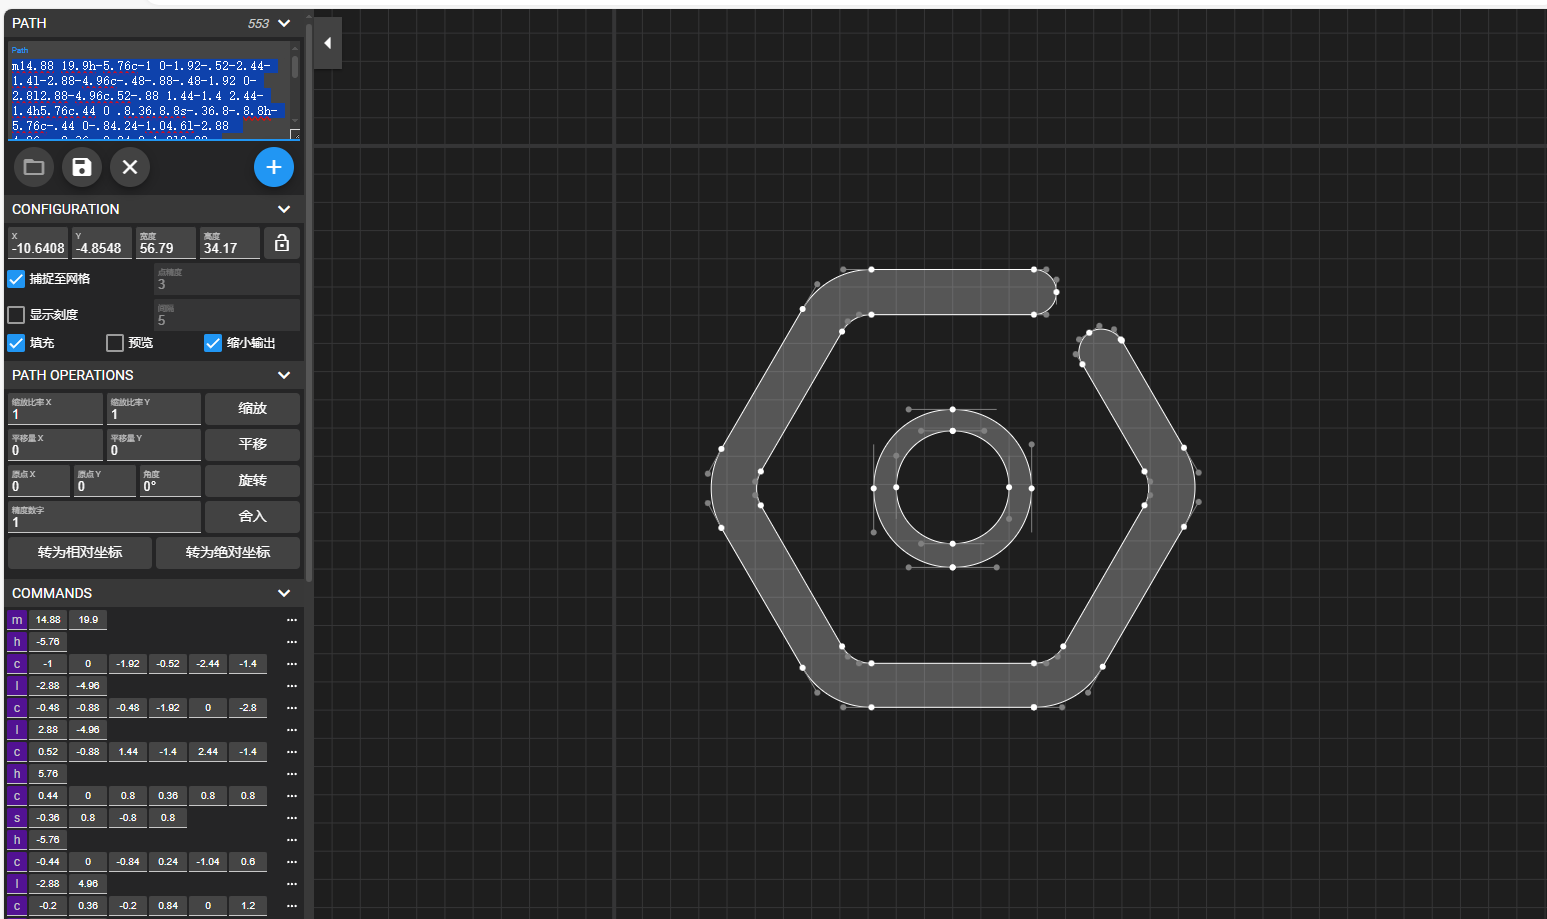 PATH 553
Path
m14.88 19.9h-5.76c-1 0-1.92-.52-2.44-
1.4l-2.88-4.96c-.48-.88-.48-1.92 0-
2.8l2.88-4.96c.52-.88 1.44-1.4 2.44-
1.4h5.76c.44 0 .8.36.8.8s-.36.8-.8.8h-
5.76c-.44 0-.84.24-1.04.6l-2.88
CONFIGURATION
X Y 宽度 高度
-10.6408 -4.8548 56.79 34.17
捕捉至网格 点精度 3
显示刻度 间隔 5
填充 预览 缩小输出
PATH OPERATIONS
缩放比率 X 1 缩放比率 Y 1 缩放
平移量 X 0 平移量 Y 0 平移
原点 X 0 原点 Y 0 角度 0° 旋转
精度数字 1 舍入
转为相对坐标 转为绝对坐标
COMMANDS
m 14.88 19.9 ...
h -5.76 ...
c -1 0 -1.92 -0.52 -2.44 -1.4 ...
l -2.88 -4.96 ...
c -0.48 -0.88 -0.48 -1.92 0 -2.8 ...
l 2.88 -4.96 ...
c 0.52 -0.88 1.44 -1.4 2.44 -1.4 ...
h 5.76 ...
c 0.44 0 0.8 0.36 0.8 0.8 ...
s -0.36 0.8 -0.8 0.8 ...
h -5.76 ...
c -0.44 0 -0.84 0.24 -1.04 0.6 ...
l -2.88 4.96 ...
c -0.2 0.36 -0.2 0.84 0 1.2 ...